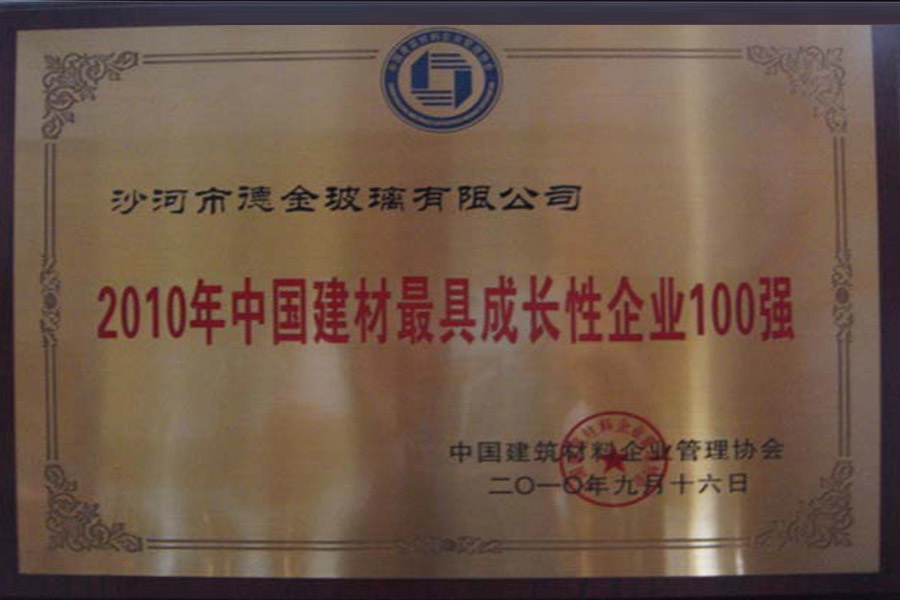 沙河市德金玻璃有限公司
2010年中国建材最具成长性企业100强
中国建筑材料企业管理协会
二〇一〇年九月十六日